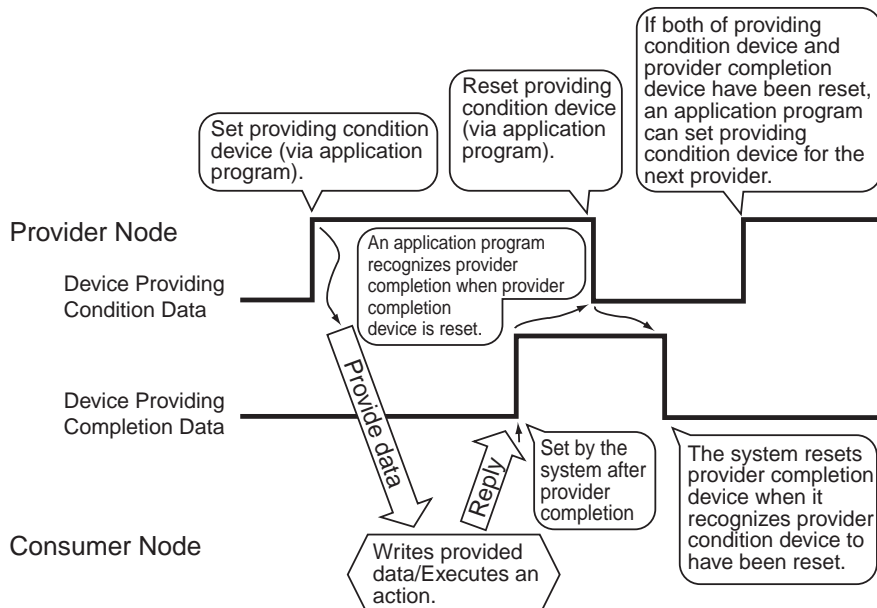 If both of providing
condition device and
provider completion
device have been reset,
an application program
can set providing
condition device for the
next provider.
Reset providing
condition device
(via application
program).
Set providing condition
device (via application
program).
Provider Node
An application program
recognizes provider
completion when provider
completion
device is reset.
Device Providing
Condition Data
Provide data
Device Providing
Completion Data
Reply
Set by the
system after
provider
completion
The system resets
provider completion
device when it
recognizes provider
condition device to
have been reset.
Consumer Node
Writes provided
data/Executes an
action.